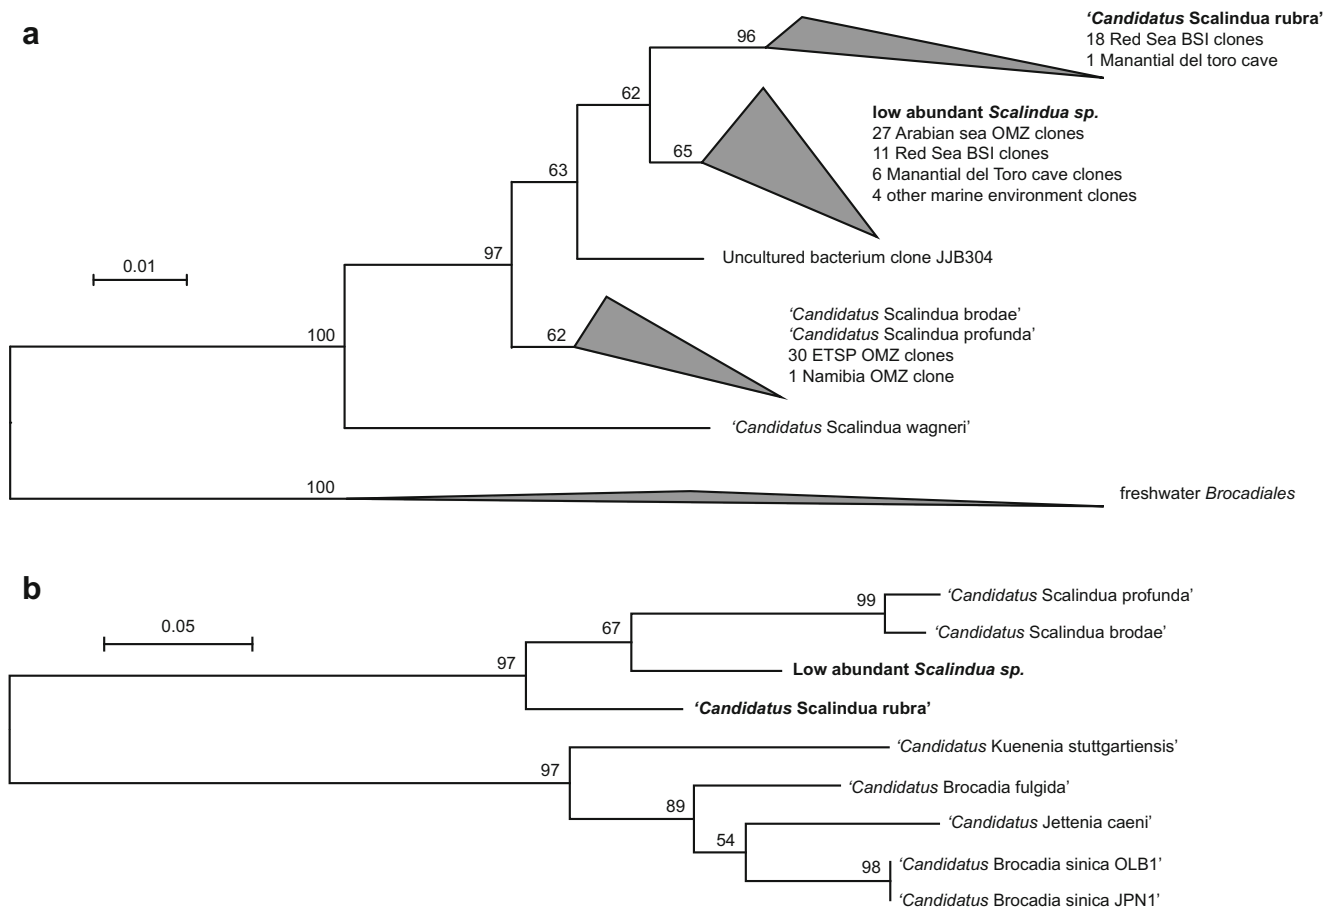 a
96
'Candidatus Scalindua rubra'
18 Red Sea BSI clones
1 Manantial del toro cave
62
low abundant Scalindua sp.
27 Arabian sea OMZ clones
11 Red Sea BSI clones
6 Manantial del Toro cave clones
4 other marine environment clones
65
63
Uncultured bacterium clone JJB304
97
0.01
‘Candidatus Scalindua brodae’
‘Candidatus Scalindua profunda’
30 ETSP OMZ clones
1 Namibia OMZ clone
62
100
‘Candidatus Scalindua wagneri’
100
freshwater Brocadiales
b
0.05
99
‘Candidatus Scalindua profunda’
‘Candidatus Scalindua brodae’
67
Low abundant Scalindua sp.
97
‘Candidatus Scalindua rubra’
‘Candidatus Kuenenia stuttgartiensis’
97
‘Candidatus Brocadia fulgida’
89
‘Candidatus Jettenia caeni’
54
98
‘Candidatus Brocadia sinica OLB1’
‘Candidatus Brocadia sinica JPN1’